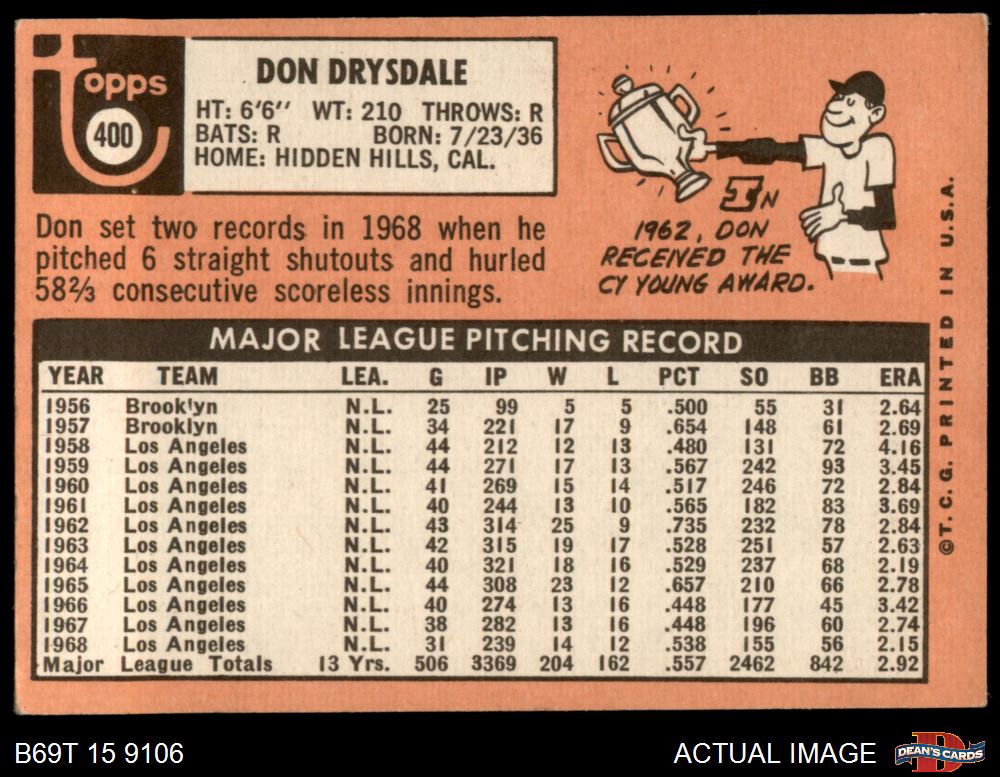 topps
400
DON DRYSDALE
HT: 6'6" WT: 210 THROWS: R
BATS: R BORN: 7/23/36
HOME: HIDDEN HILLS, CAL.
Don set two records in 1968 when he
pitched 6 straight shutouts and hurled
58⅔ consecutive scoreless innings.
IN
1962, DON
RECEIVED THE
CY YOUNG AWARD.
MAJOR LEAGUE PITCHING RECORD
YEAR TEAM LEA. G IP W L PCT SO BB ERA
1956 Brooklyn N.L. 25 99 5 5 .500 55 31 2.64
1957 Brooklyn N.L. 34 221 17 9 .654 148 61 2.69
1958 Los Angeles N.L. 44 212 12 13 .480 131 72 4.16
1959 Los Angeles N.L. 44 271 17 13 .567 242 93 3.45
1960 Los Angeles N.L. 41 269 15 14 .517 246 72 2.84
1961 Los Angeles N.L. 40 244 13 10 .565 182 83 3.69
1962 Los Angeles N.L. 43 314 25 9 .735 232 78 2.84
1963 Los Angeles N.L. 42 315 19 17 .528 251 57 2.63
1964 Los Angeles N.L. 40 321 18 16 .529 237 68 2.19
1965 Los Angeles N.L. 44 308 23 12 .657 210 66 2.78
1966 Los Angeles N.L. 40 274 13 16 .448 177 45 3.42
1967 Los Angeles N.L. 38 282 13 16 .448 196 60 2.74
1968 Los Angeles N.L. 31 239 14 12 .538 155 56 2.15
Major League Totals 13 Yrs. 506 3369 204 162 .557 2462 842 2.92
©T.C.G. PRINTED IN U.S.A.
B69T 15 9106
ACTUAL IMAGE
D
DEAN'S CARDS